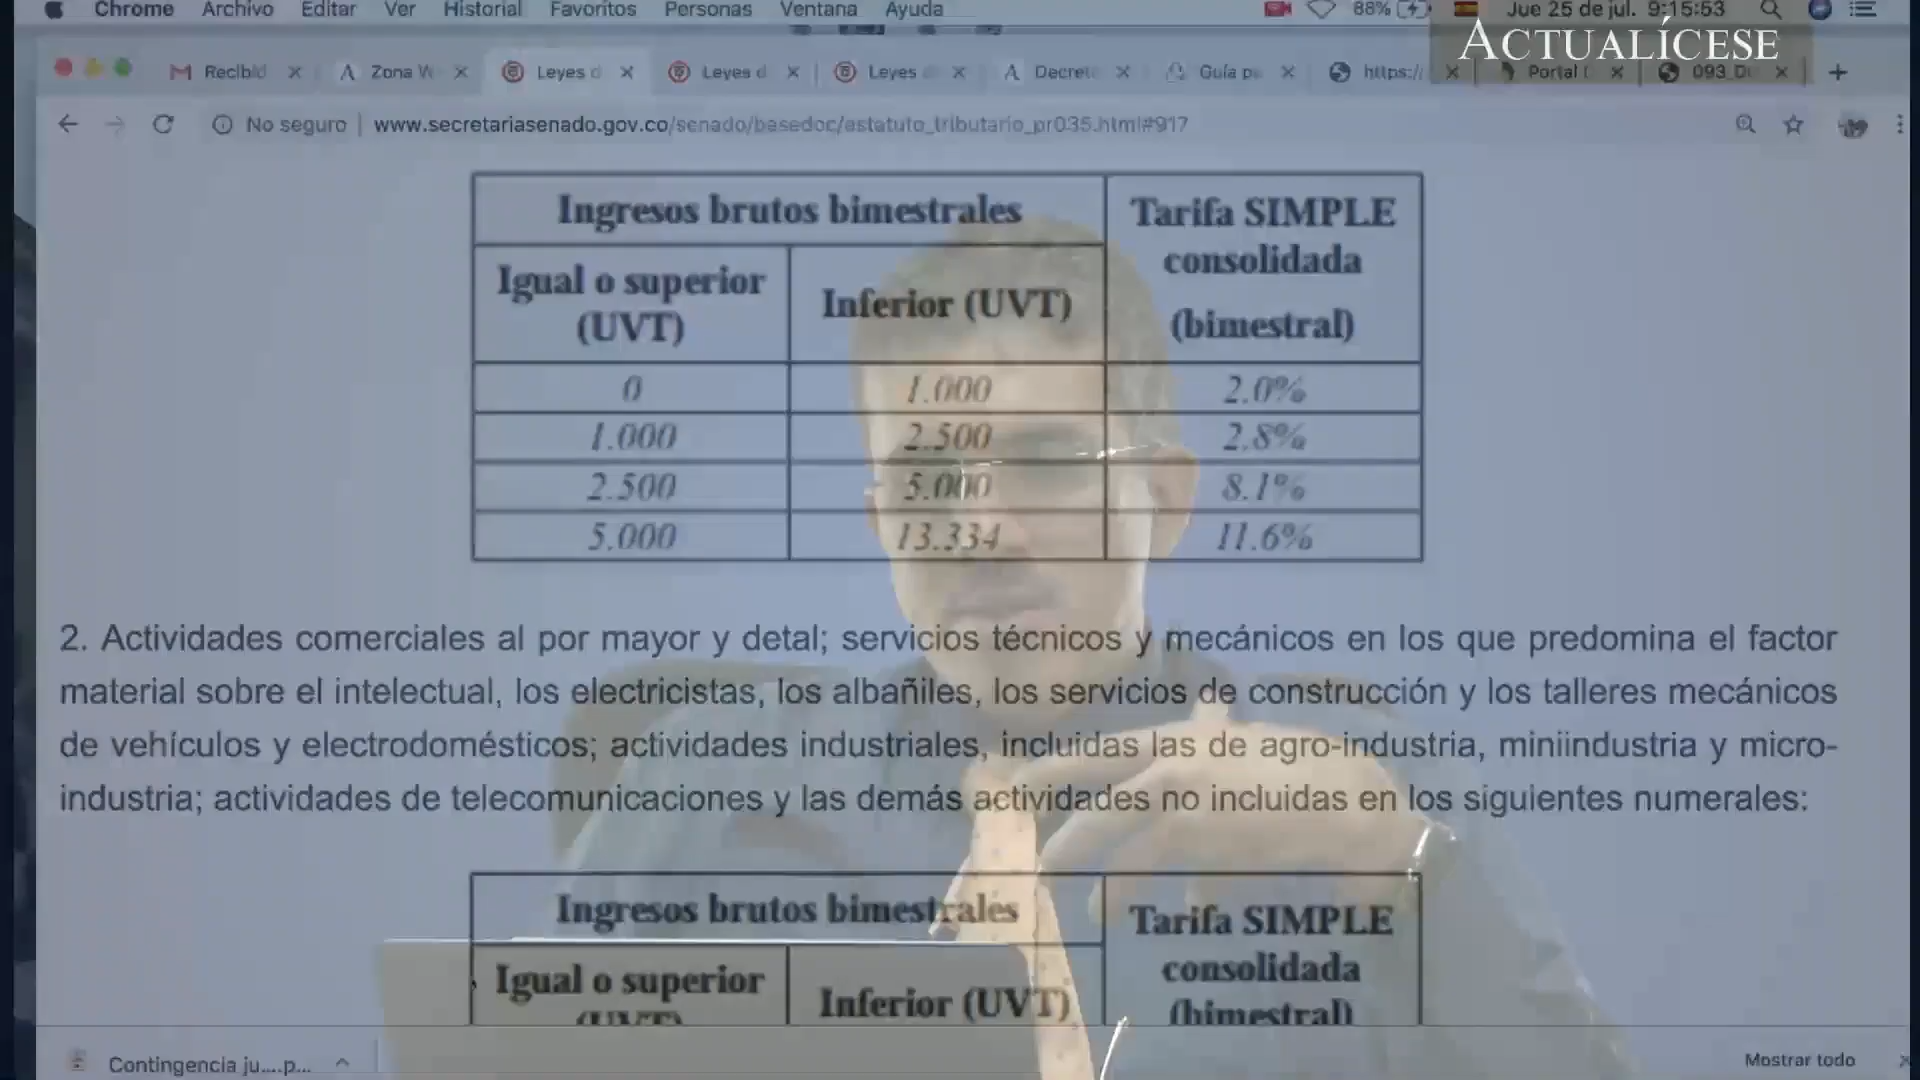 Chrome Archivo Editar Ver Historial Favoritos Personas Ventana Ayuda 88% Jue 25 de jul. 9:15:53
ACTUALÍCESE
Recibid Zona W Leyes d Leyes d Leyes Decret Guía p https:/ Portal 093_D
No seguro www.secretariasenado.gov.co/senado/basedoc/estatuto_tributario_pr035.html#917
Ingresos brutos bimestrales Tarifa SIMPLE consolidada (bimestral)
Igual o superior (UVT) Inferior (UVT)
0 1.000 2.0%
1.000 2.500 2.8%
2.500 5.000 8.1%
5.000 13.334 11.6%
2. Actividades comerciales al por mayor y detal; servicios técnicos y mecánicos en los que predomina el factor
material sobre el intelectual, los electricistas, los albañiles, los servicios de construcción y los talleres mecánicos
de vehículos y electrodomésticos; actividades industriales, incluidas las de agro-industria, miniindustria y micro-
industria; actividades de telecomunicaciones y las demás actividades no incluidas en los siguientes numerales:
Ingresos brutos bimestrales Tarifa SIMPLE consolidada (bimestral)
Igual o superior (UVT) Inferior (UVT)
Contingencia ju....p... Mostrar todo